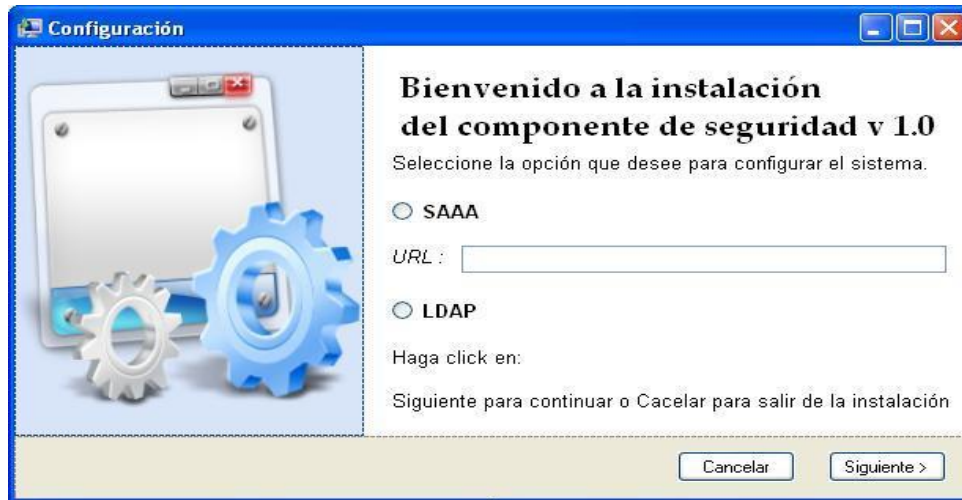 Configuración
Bienvenido a la instalación
del componente de seguridad v 1.0
Seleccione la opción que desee para configurar el sistema.
SAAA
URL :
LDAP
Haga click en:
Siguiente para continuar o Cacelar para salir de la instalación
Cancelar
Siguiente >